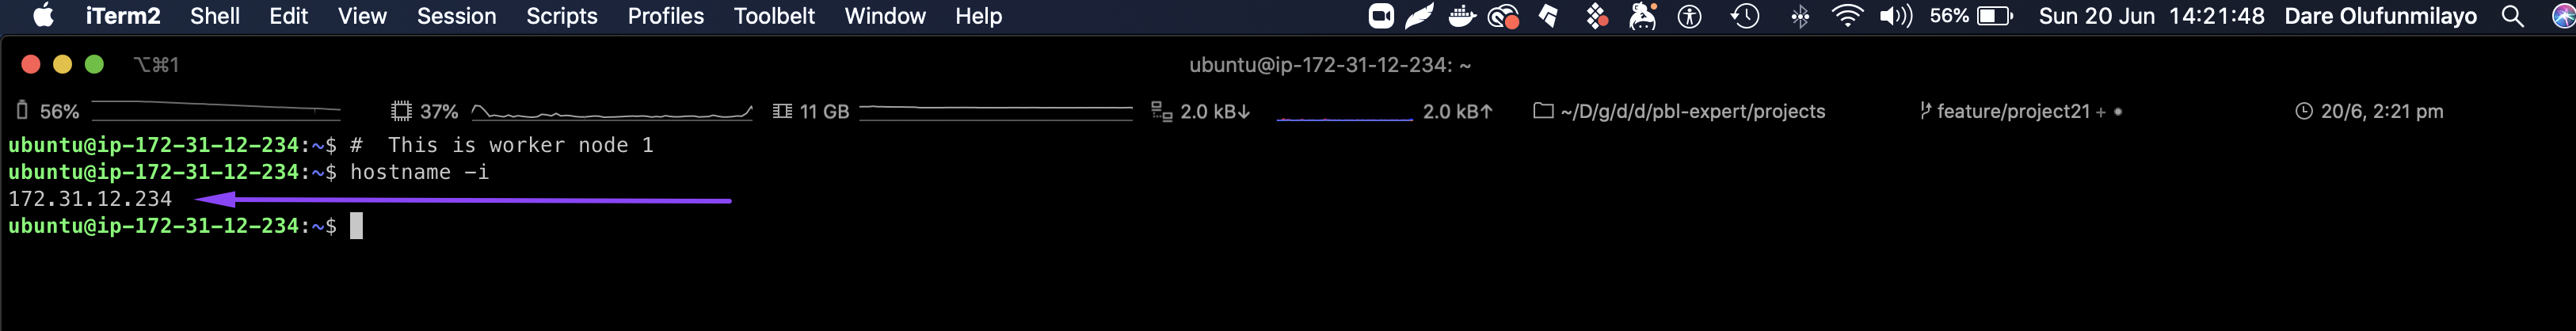 iTerm2 Shell Edit View Session Scripts Profiles Toolbelt Window Help 56% Sun 20 Jun 14:21:48 Dare Olufunmilayo
⌥⌘1 ubuntu@ip-172-31-12-234: ~
56% 37% 11 GB 2.0 kB↓ 2.0 kB↑ ~/D/g/d/d/pbl-expert/projects feature/project21 + • 20/6, 2:21 pm
ubuntu@ip-172-31-12-234:~$ #  This is worker node 1
ubuntu@ip-172-31-12-234:~$ hostname -i
172.31.12.234
ubuntu@ip-172-31-12-234:~$